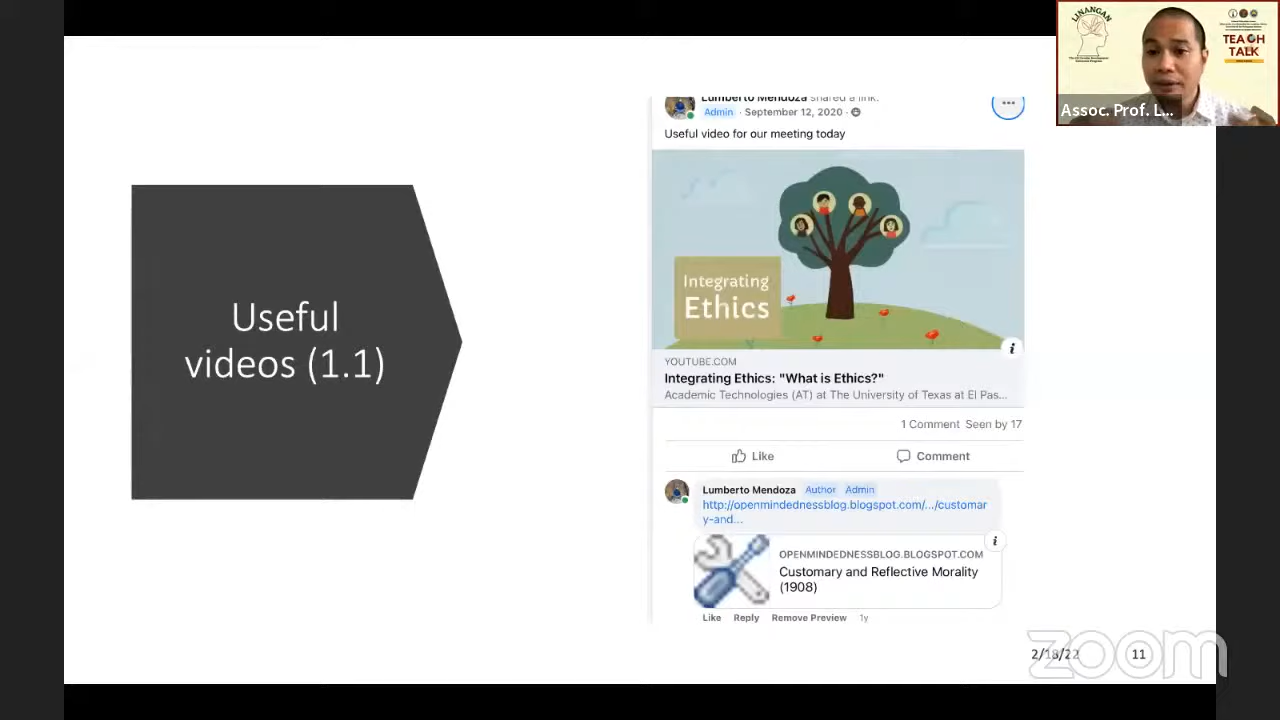 LINANGAN
TEACH
TALK
Assoc. Prof. L...
Useful
videos (1.1)
Lumberto Mendoza shared a link.
Admin · September 12, 2020 ·
Useful video for our meeting today
Integrating
Ethics
YOUTUBE.COM
Integrating Ethics: "What is Ethics?"
Academic Technologies (AT) at The University of Texas at El Pas...
1 Comment Seen by 17
Like Comment
Lumberto Mendoza Author Admin
http://openmindednessblog.blogspot.com/.../customar
y-and...
OPENMINDEDNESSBLOG.BLOGSPOT.COM
Customary and Reflective Morality
(1908)
Like Reply Remove Preview 1y
2/18/22 11
zoom